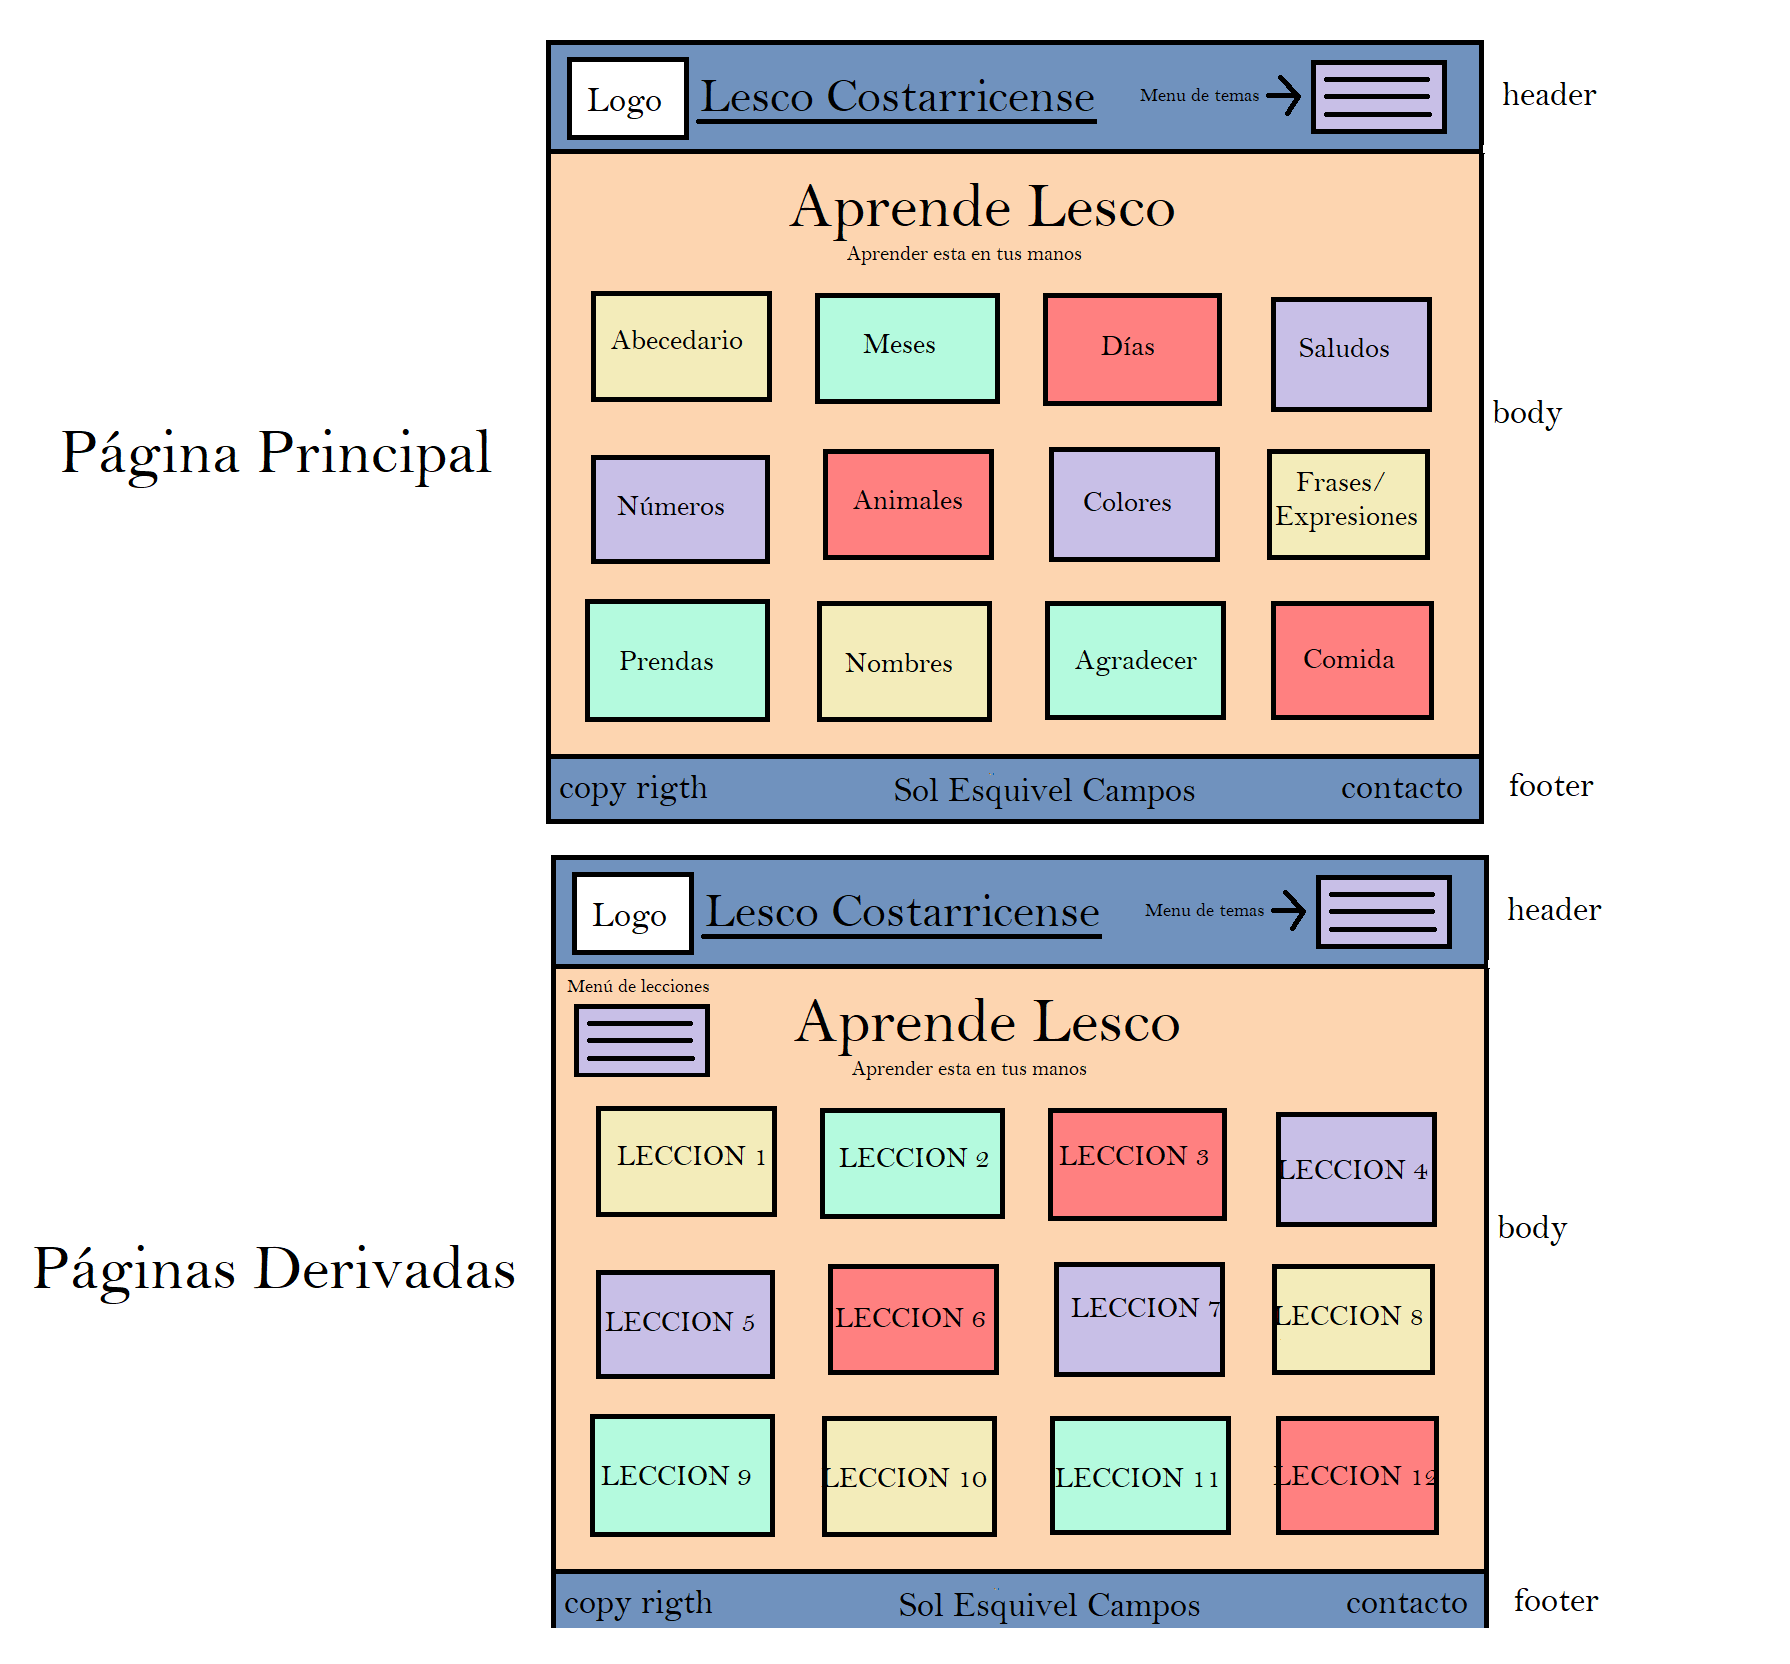 Logo
Lesco Costarricense
Menu de temas
header
Aprende Lesco
Aprender esta en tus manos
Abecedario
Meses
Días
Saludos
body
Página Principal
Números
Animales
Colores
Frases/
Expresiones
Prendas
Nombres
Agradecer
Comida
copy rigth
Sol Esquivel Campos
contacto
footer
Logo
Lesco Costarricense
Menu de temas
header
Menú de lecciones
Aprende Lesco
Aprender esta en tus manos
LECCION 1
LECCION 2
LECCION 3
LECCION 4
body
Páginas Derivadas
LECCION 5
LECCION 6
LECCION 7
LECCION 8
LECCION 9
LECCION 10
LECCION 11
LECCION 12
copy rigth
Sol Esquivel Campos
contacto
footer